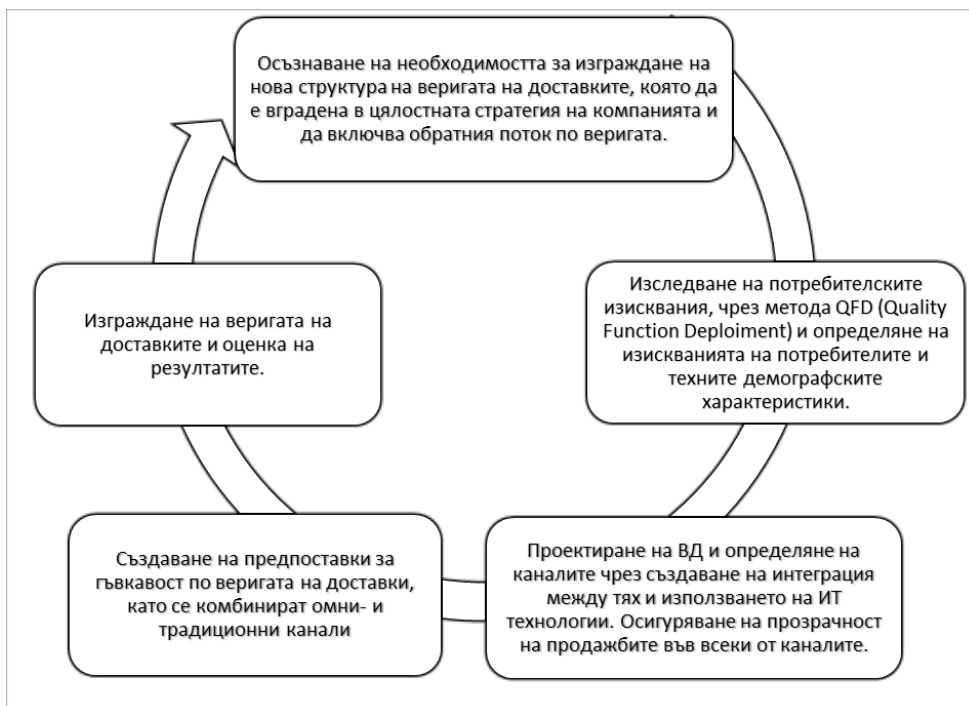 Осъзнаване на необходимостта за изграждане на
нова структура на веригата на доставките, която да
е вградена в цялостната стратегия на компанията и
да включва обратния поток по веригата.
Изследване на потребителските
изисквания, чрез метода QFD (Quality
Function Deploiment) и определяне на
изискванията на потребителите и
техните демографски
характеристики.
Проектиране на ВД и определяне на
каналите чрез създаване на интеграция
между тях и използването на ИТ
технологии. Осигуряване на прозрачност
на продажбите във всеки от каналите.
Създаване на предпоставки за
гъвкавост по веригата на доставки,
като се комбинират омни- и
традиционни канали
Изграждане на веригата на
доставките и оценка на
резултатите.